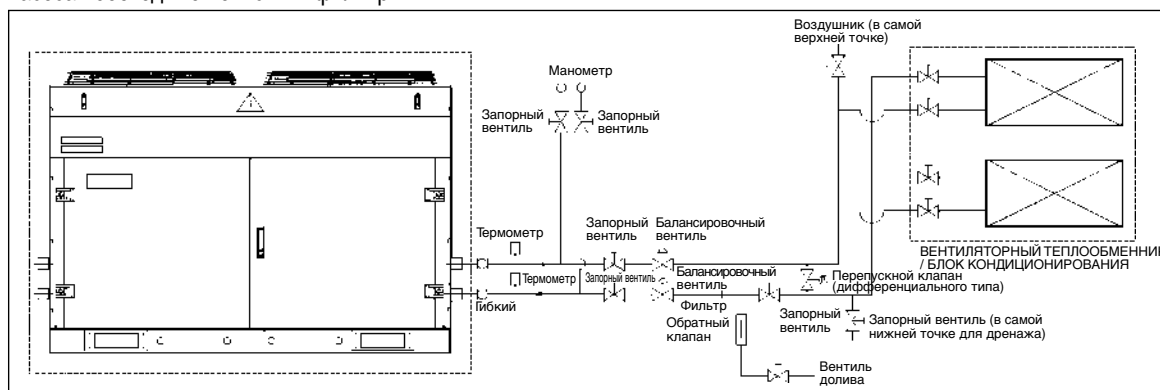 Воздушник (в самой
верхней точке)
Манометр
Запорный
вентиль
Запорный
вентиль
Термометр
Запорный
вентиль
Балансировочный
вентиль
ВЕНТИЛЯТОРНЫЙ ТЕПЛООБМЕННИК
/ БЛОК КОНДИЦИОНИРОВАНИЯ
Термометр
Запорный вентиль
Балансировочный
вентиль
Перепускной клапан
(дифференциального типа)
Гибкий
Фильтр
Обратный
клапан
Запорный
вентиль
Запорный вентиль (в самой
нижней точке для дренажа)
Вентиль
долива